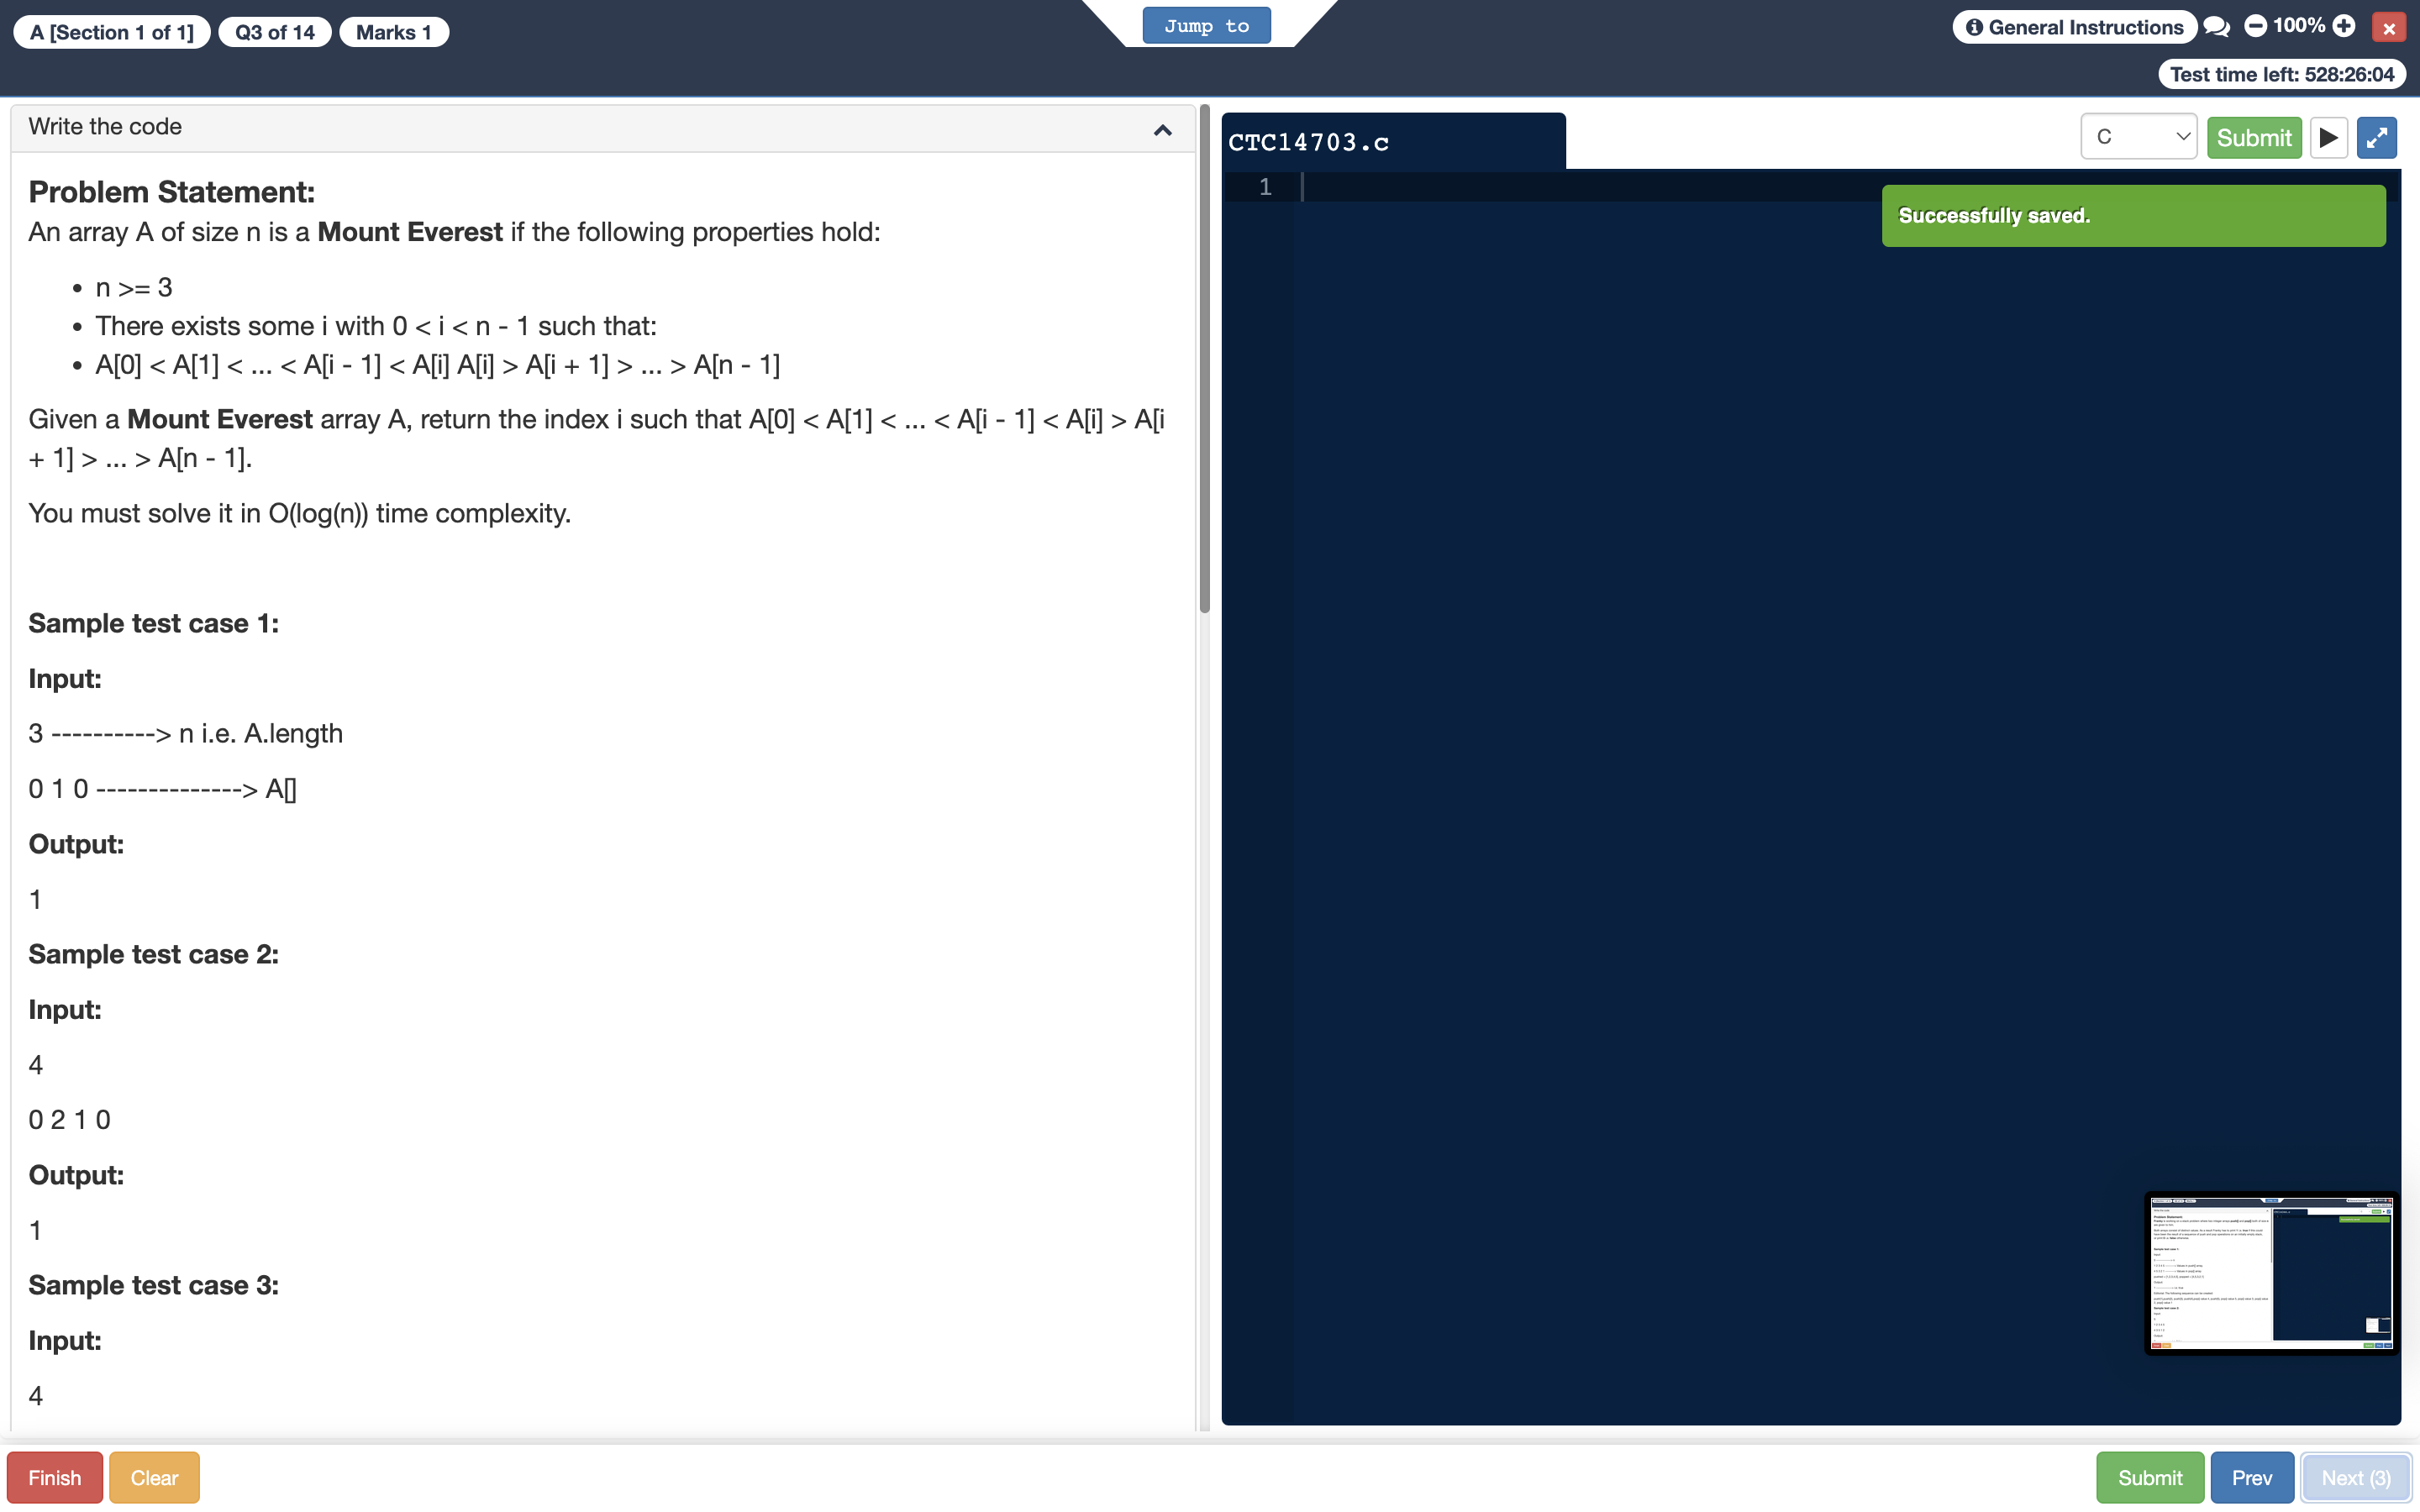 A [Section 1 of 1] Q3 of 14 Marks 1 Jump to General Instructions 100%
Test time left: 528:26:04
Write the code
Problem Statement:
An array A of size n is a Mount Everest if the following properties hold:
• n >= 3
• There exists some i with 0 < i < n - 1 such that:
• A[0] < A[1] < ... < A[i - 1] < A[i] A[i] > A[i + 1] > ... > A[n - 1]
Given a Mount Everest array A, return the index i such that A[0] < A[1] < ... < A[i - 1] < A[i] > A[i
+ 1] > ... > A[n - 1].
You must solve it in O(log(n)) time complexity.
Sample test case 1:
Input:
3 ----------> n i.e. A.length
0 1 0 --------------> A[]
Output:
1
Sample test case 2:
Input:
4
0 2 1 0
Output:
1
Sample test case 3:
Input:
4
CTC14703.c
C Submit
1
Successfully saved.
Finish Clear Submit Prev Next (3)